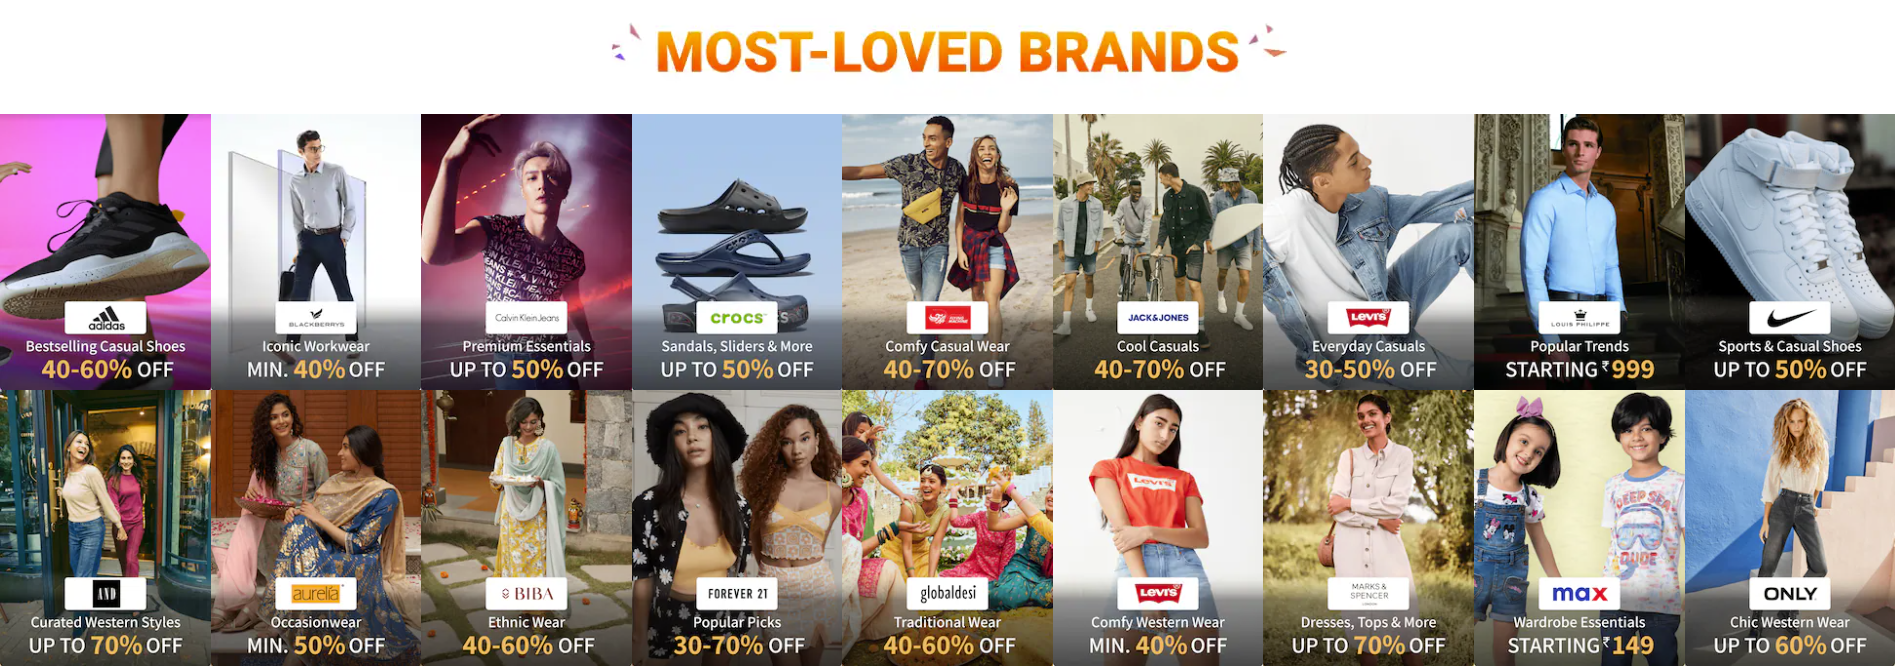 MOST-LOVED BRANDS
adidas
Bestselling Casual Shoes
40-60% OFF
BLACKBERRYS
Iconic Workwear
MIN. 40% OFF
Calvin Klein Jeans
Premium Essentials
UP TO 50% OFF
crocs™
Sandals, Sliders & More
UP TO 50% OFF
Comfy Casual Wear
40-70% OFF
JACK&JONES
Cool Casuals
40-70% OFF
Levi's
Everyday Casuals
30-50% OFF
LOUIS PHILIPPE
Popular Trends
STARTING ₹999
Sports & Casual Shoes
UP TO 50% OFF
AND
Curated Western Styles
UP TO 70% OFF
aurelia
Occasionwear
MIN. 50% OFF
BIBA
Ethnic Wear
40-60% OFF
FOREVER 21
Popular Picks
30-70% OFF
globaldesi
Traditional Wear
40-60% OFF
Levi's
Levi's
Comfy Western Wear
MIN. 40% OFF
MARKS &
SPENCER
LONDON
Dresses, Tops & More
UP TO 70% OFF
DEEP SEA
DUDE
max
Wardrobe Essentials
STARTING ₹149
ONLY
Chic Western Wear
UP TO 60% OFF